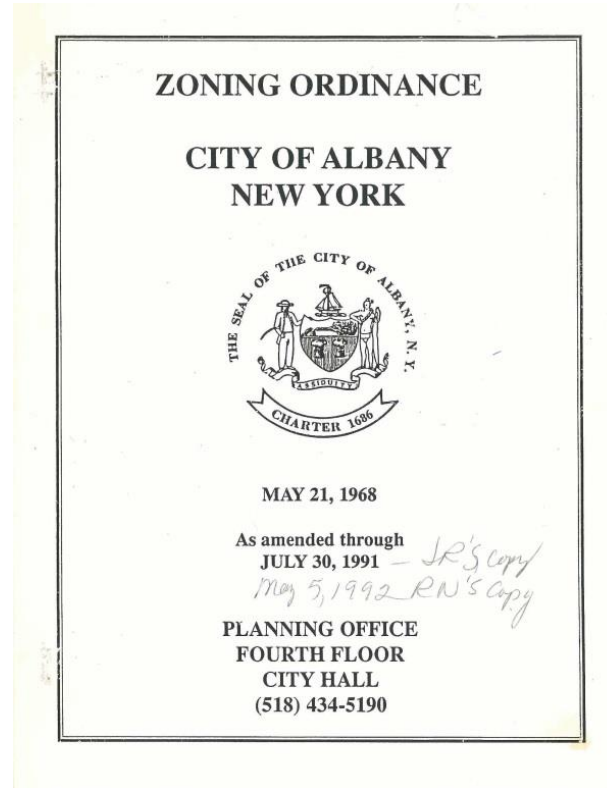 ZONING ORDINANCE
CITY OF ALBANY
NEW YORK
THE SEAL OF THE CITY OF ALBANY, N.Y.
ASSIDUITY
CHARTER 1686
MAY 21, 1968
As amended through
JULY 30, 1991 – JR'S Copy
May 5, 1992 RN'S Copy
PLANNING OFFICE
FOURTH FLOOR
CITY HALL
(518) 434-5190